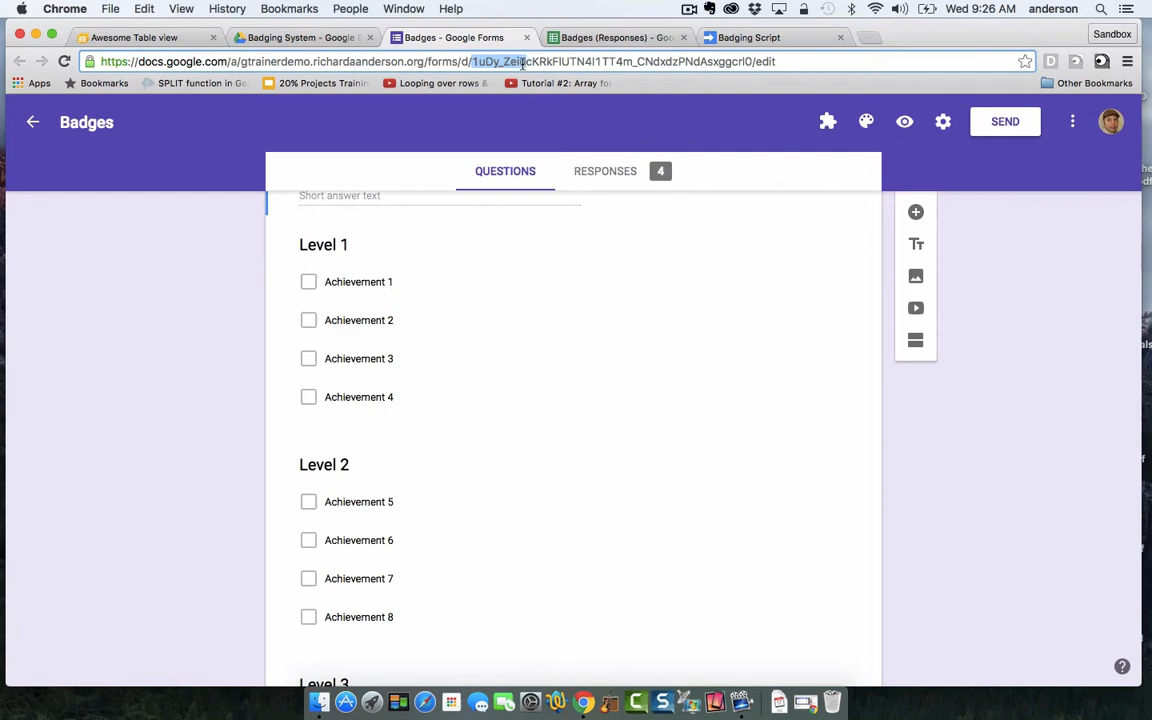 Chrome File Edit View History Bookmarks People Window Help Wed 9:26 AM anderson
Awesome Table view
Badging System - Google
Badges - Google Forms
Badges (Responses) - Goo
Badging Script
Sandbox
https://docs.google.com/a/gtrainerdemo.richardaanderson.org/forms/d/
/edit
Apps Bookmarks SPLIT function in Go 20% Projects Looping over rows & Tutorial #2: Array for Other Bookmarks
Badges
SEND
QUESTIONS RESPONSES 4
Short answer text
Level 1
Achievement 1
Achievement 2
Achievement 3
Achievement 4
Level 2
Achievement 5
Achievement 6
Achievement 7
Achievement 8
Level 3